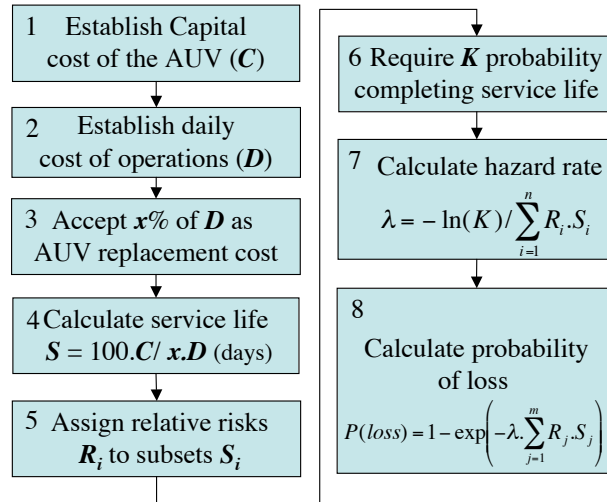 1 Establish Capital
cost of the AUV (C)
2 Establish daily
cost of operations (D)
3 Accept x% of D as
AUV replacement cost
4 Calculate service life
S = 100.C/ x.D (days)
5 Assign relative risks
R_i to subsets S_i
6 Require K probability
completing service life
7 Calculate hazard rate
λ = − ln(K)/ ∑_{i=1}^{n} R_i.S_i
8
Calculate probability
of loss
P(loss) = 1 − exp(−λ.∑_{j=1}^{m} R_j.S_j)